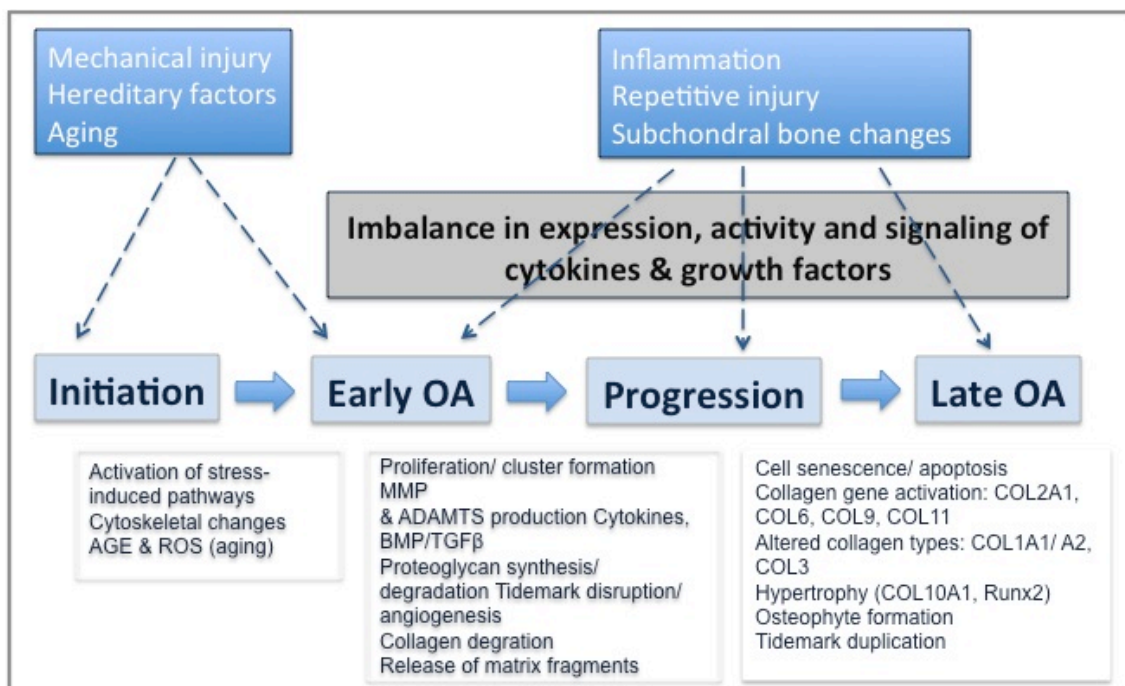 Mechanical injury
Hereditary factors
Aging
Inflammation
Repetitive injury
Subchondral bone changes
Imbalance in expression, activity and signaling of
cytokines & growth factors
Initiation
Early OA
Progression
Late OA
Activation of stress-
induced pathways
Cytoskeletal changes
AGE & ROS (aging)
Proliferation/ cluster formation
MMP
& ADAMTS production Cytokines,
BMP/TGFβ
Proteoglycan synthesis/
degradation Tidemark disruption/
angiogenesis
Collagen degration
Release of matrix fragments
Cell senescence/ apoptosis
Collagen gene activation: COL2A1,
COL6, COL9, COL11
Altered collagen types: COL1A1/ A2,
COL3
Hypertrophy (COL10A1, Runx2)
Osteophyte formation
Tidemark duplication